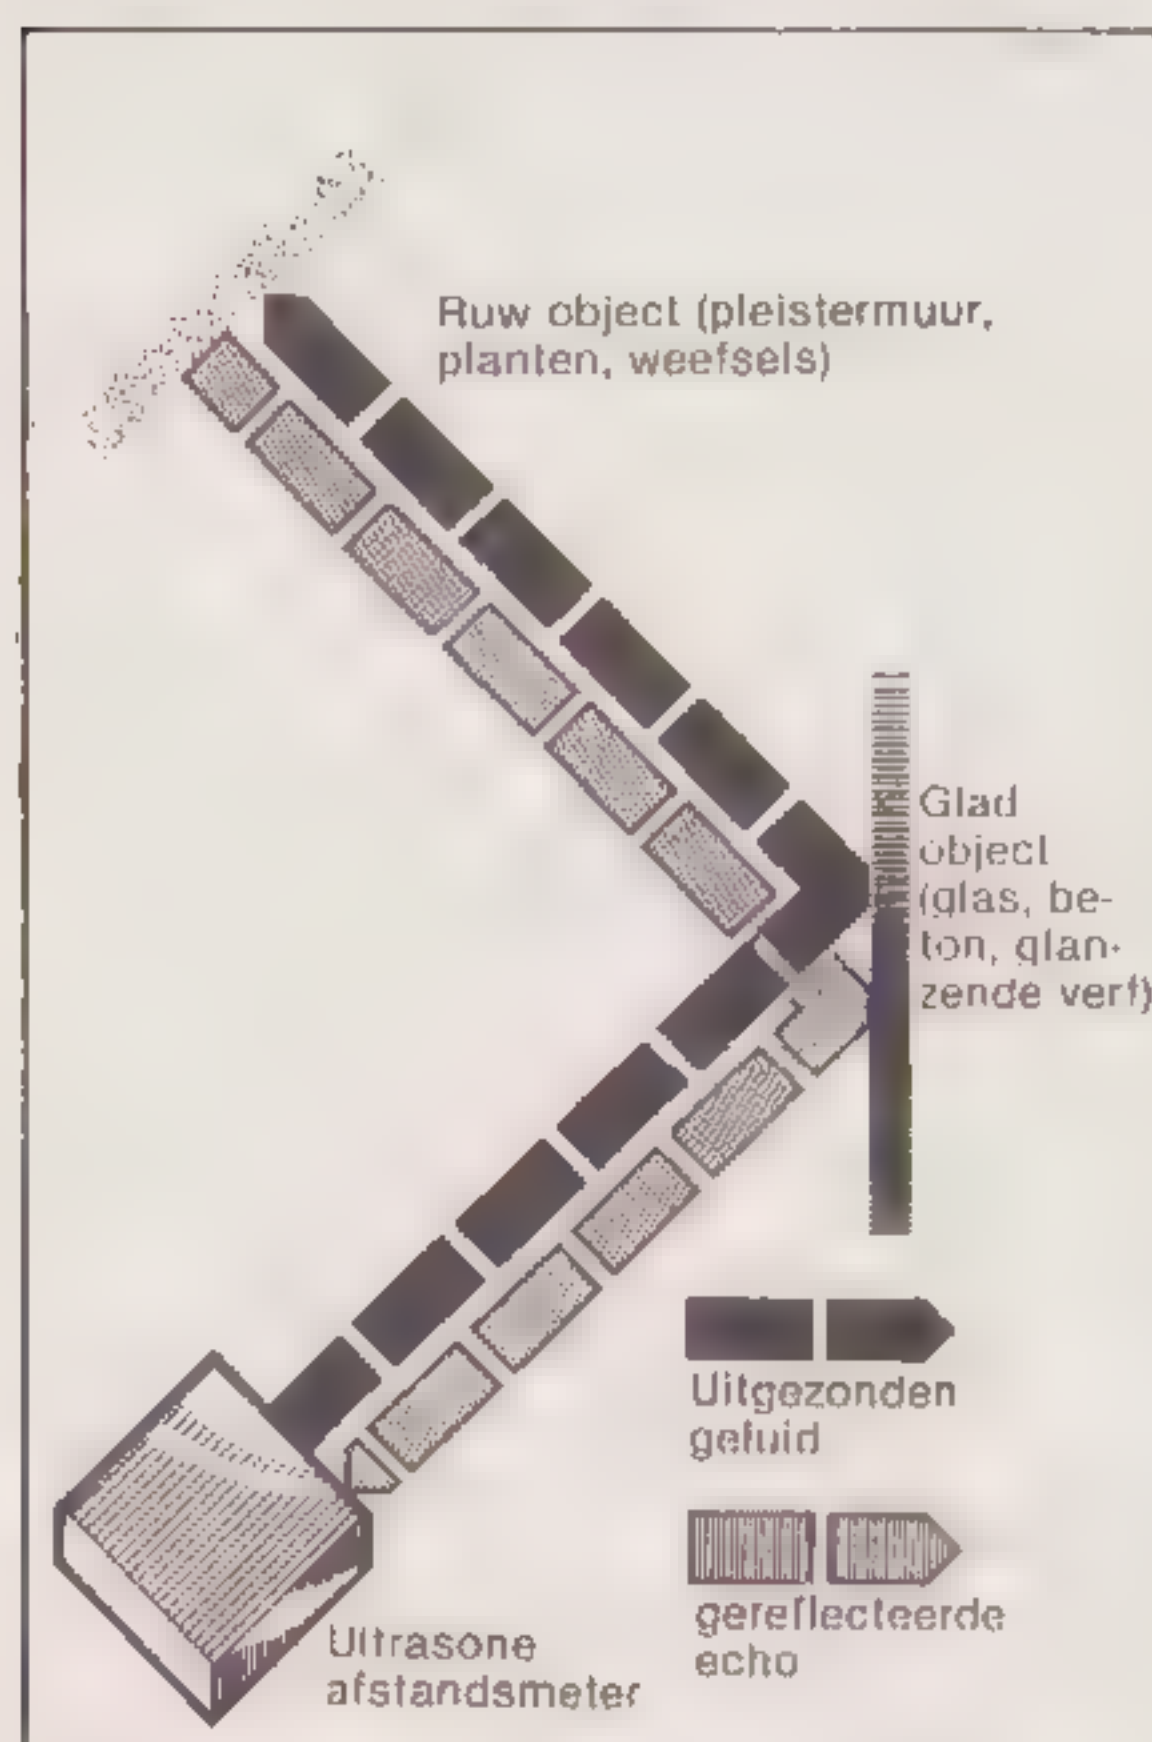 Ruw object (pleistermuur,
planten, weefsels)
Glad
object
(glas, be-
ton, glan-
zende verf)
Uitgezonden
geluid
gereflecteerde
echo
Ultrasone
afstandsmeter